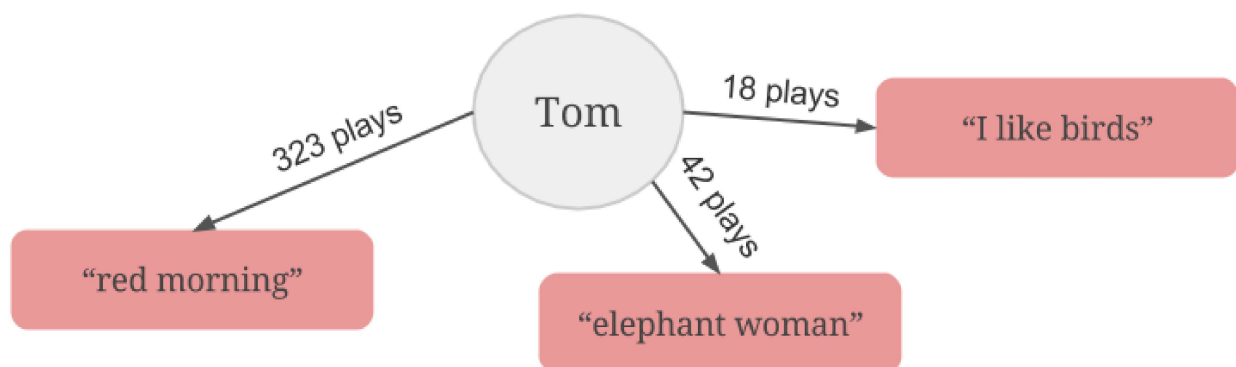 Tom
18 plays
“I like birds”
323 plays
42 plays
“red morning”
“elephant woman”